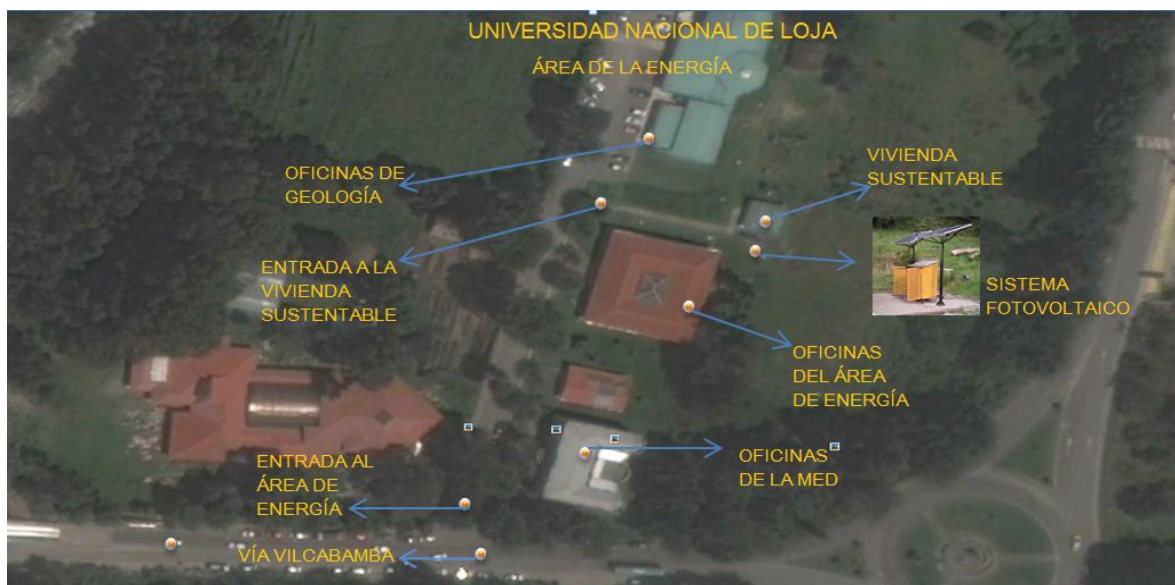 UNIVERSIDAD NACIONAL DE LOJA
ÁREA DE LA ENERGÍA
OFICINAS DE
GEOLOGÍA
VIVIENDA
SUSTENTABLE
ENTRADA A LA
VIVIENDA
SUSTENTABLE
SISTEMA
FOTOVOLTAICO
OFICINAS
DEL ÁREA
DE ENERGÍA
ENTRADA AL
ÁREA DE
ENERGÍA
OFICINAS
DE LA MED
VÍA VILCABAMBA